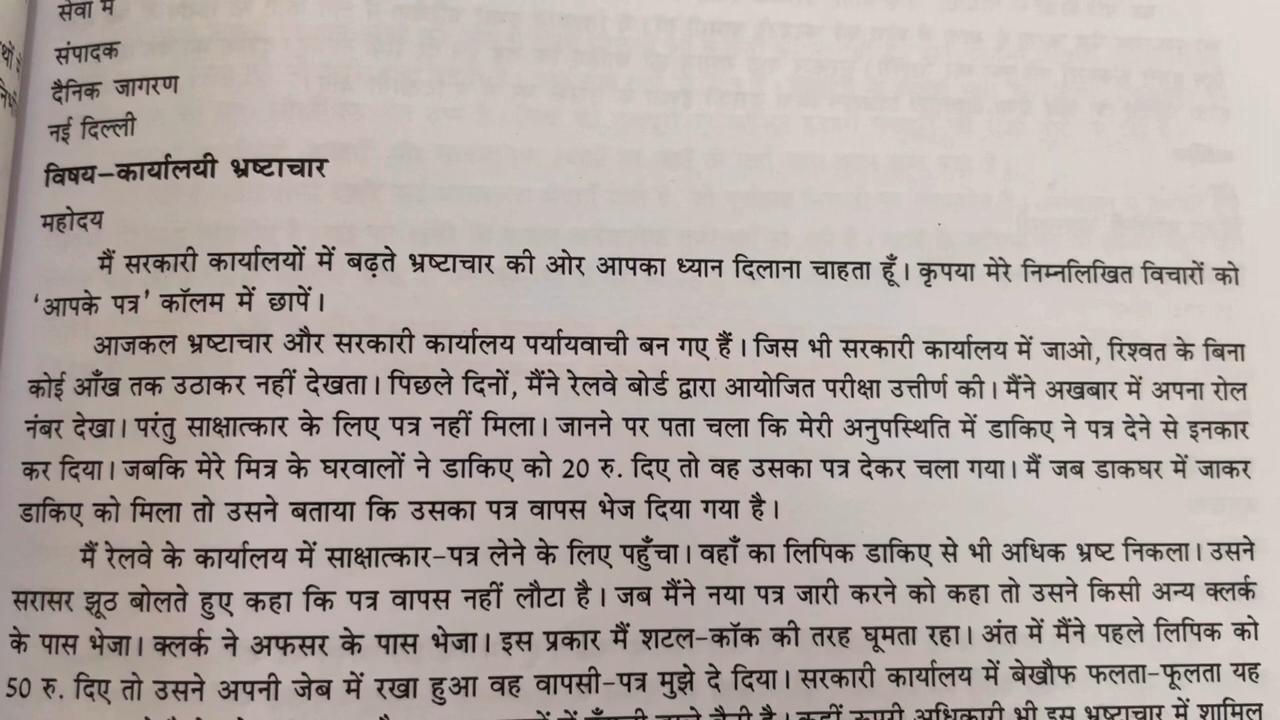 सेवा में
संपादक
दैनिक जागरण
नई दिल्ली
विषय–कार्यालयी भ्रष्टाचार
महोदय
मैं सरकारी कार्यालयों में बढ़ते भ्रष्टाचार की ओर आपका ध्यान दिलाना चाहता हूँ। कृपया मेरे निम्नलिखित विचारों को
‘आपके पत्र’ कॉलम में छापें।
आजकल भ्रष्टाचार और सरकारी कार्यालय पर्यायवाची बन गए हैं। जिस भी सरकारी कार्यालय में जाओ, रिश्वत के बिना
कोई आँख तक उठाकर नहीं देखता। पिछले दिनों, मैंने रेलवे बोर्ड द्वारा आयोजित परीक्षा उत्तीर्ण की। मैंने अखबार में अपना रोल
नंबर देखा। परंतु साक्षात्कार के लिए पत्र नहीं मिला। जानने पर पता चला कि मेरी अनुपस्थिति में डाकिए ने पत्र देने से इनकार
कर दिया। जबकि मेरे मित्र के घरवालों ने डाकिए को 20 रु. दिए तो वह उसका पत्र देकर चला गया। मैं जब डाकघर में जाकर
डाकिए को मिला तो उसने बताया कि उसका पत्र वापस भेज दिया गया है।
मैं रेलवे के कार्यालय में साक्षात्कार-पत्र लेने के लिए पहुँचा। वहाँ का लिपिक डाकिए से भी अधिक भ्रष्ट निकला। उसने
सरासर झूठ बोलते हुए कहा कि पत्र वापस नहीं लौटा है। जब मैंने नया पत्र जारी करने को कहा तो उसने किसी अन्य क्लर्क
के पास भेजा। क्लर्क ने अफसर के पास भेजा। इस प्रकार मैं शटल-कॉक की तरह घूमता रहा। अंत में मैंने पहले लिपिक को
50 रु. दिए तो उसने अपनी जेब में रखा हुआ वह वापसी-पत्र मुझे दे दिया। सरकारी कार्यालय में बेखौफ फलता-फूलता यह
अधिकारी भी इस भ्रष्टाचार में शामिल